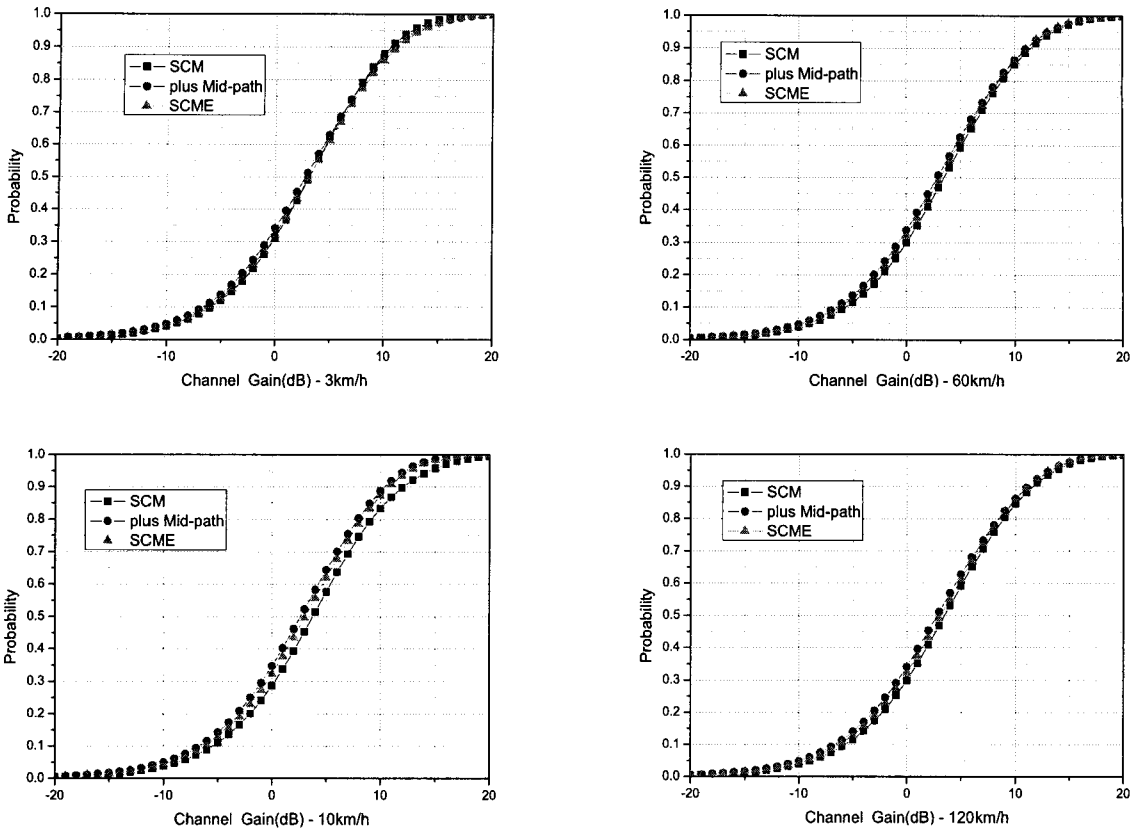 1.0
0.9
0.8
0.7
0.6
0.5
0.4
0.3
0.2
0.1
0.0
Probability
SCM
plus Mid-path
SCME
-20 -10 0 10 20
Channel Gain(dB) - 3km/h
1.0
0.9
0.8
0.7
0.6
0.5
0.4
0.3
0.2
0.1
0.0
Probability
SCM
plus Mid-path
SCME
-20 -10 0 10 20
Channel Gain(dB) - 60km/h
1.0
0.9
0.8
0.7
0.6
0.5
0.4
0.3
0.2
0.1
0.0
Probability
SCM
plus Mid-path
SCME
-20 -10 0 10 20
Channel Gain(dB) - 10km/h
1.0
0.9
0.8
0.7
0.6
0.5
0.4
0.3
0.2
0.1
0.0
Probability
SCM
plus Mid-path
SCME
-20 -10 0 10 20
Channel Gain(dB) - 120km/h